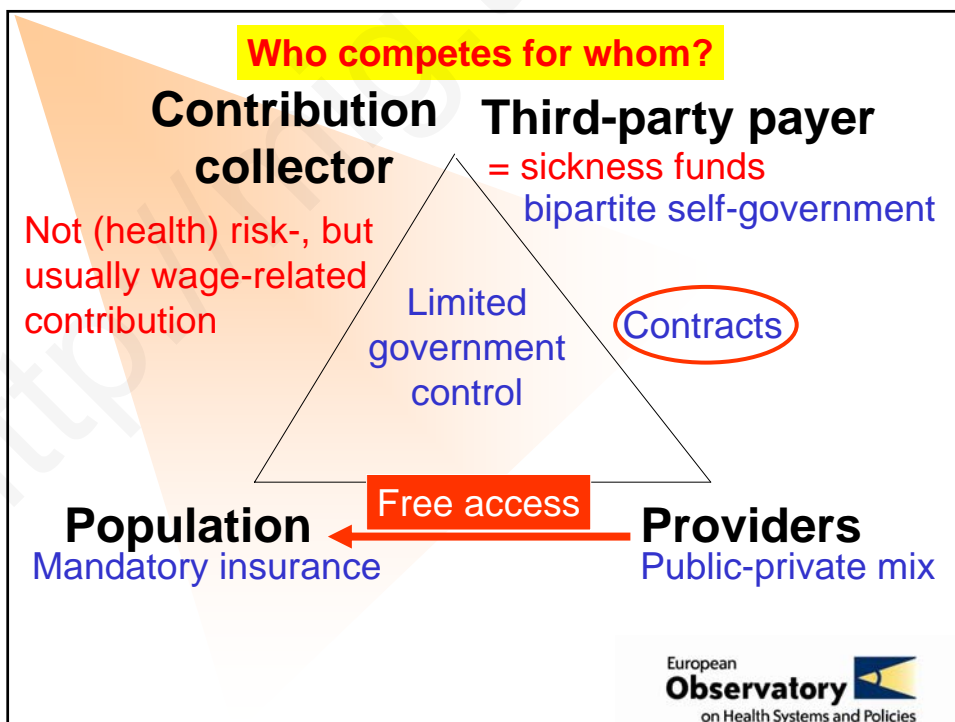 Who competes for whom?
Contribution
collector
Third-party payer
= sickness funds
bipartite self-government
Not (health) risk-, but
usually wage-related
contribution
Limited
government
control
Contracts
Free access
Population
Mandatory insurance
Providers
Public-private mix
European
Observatory
on Health Systems and Policies